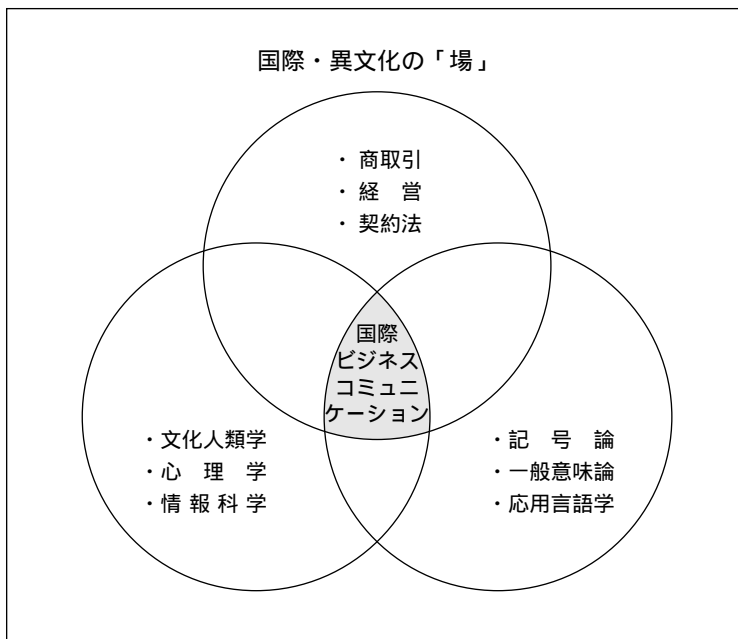 国際・異文化の「場」
・ 商取引
・ 経　営
・ 契約法
国際
ビジネス
コミュニ
ケーション
・文化人類学
・心　理　学
・情 報 科 学
・記　号　論
・一般意味論
・応用言語学